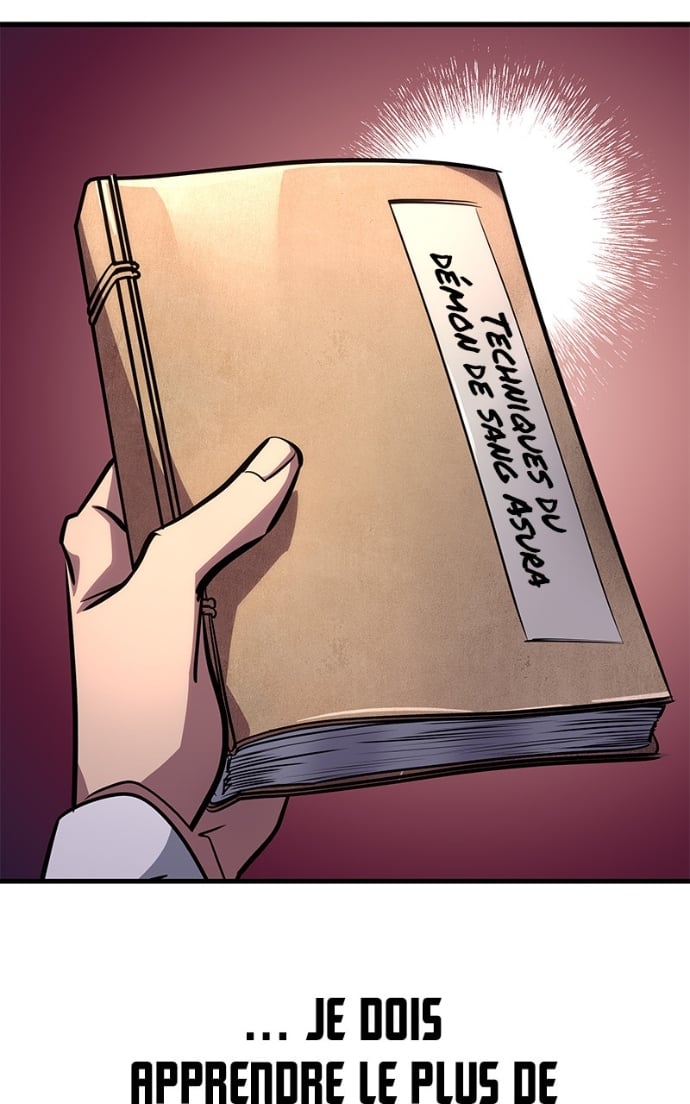 TECHNIQUES DU
DÉMON DE SANG ASURA
... JE DOIS
APPRENDRE LE PLUS DE